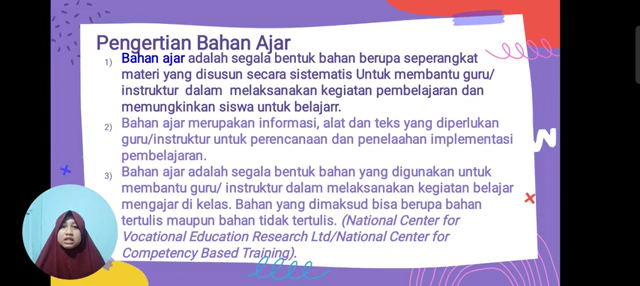 Pengertian Bahan Ajar
1) Bahan ajar adalah segala bentuk bahan berupa seperangkat
materi yang disusun secara sistematis Untuk membantu guru/
instruktur dalam melaksanakan kegiatan pembelajaran dan
memungkinkan siswa untuk belajarr.
2) Bahan ajar merupakan informasi, alat dan teks yang diperlukan
guru/instruktur untuk perencanaan dan penelaahan implementasi
pembelajaran.
3) Bahan ajar adalah segala bentuk bahan yang digunakan untuk
membantu guru/ instruktur dalam melaksanakan kegiatan belajar
mengajar di kelas. Bahan yang dimaksud bisa berupa bahan
tertulis maupun bahan tidak tertulis. (National Center for
Vocational Education Research Ltd/National Center for
Competency Based Training).